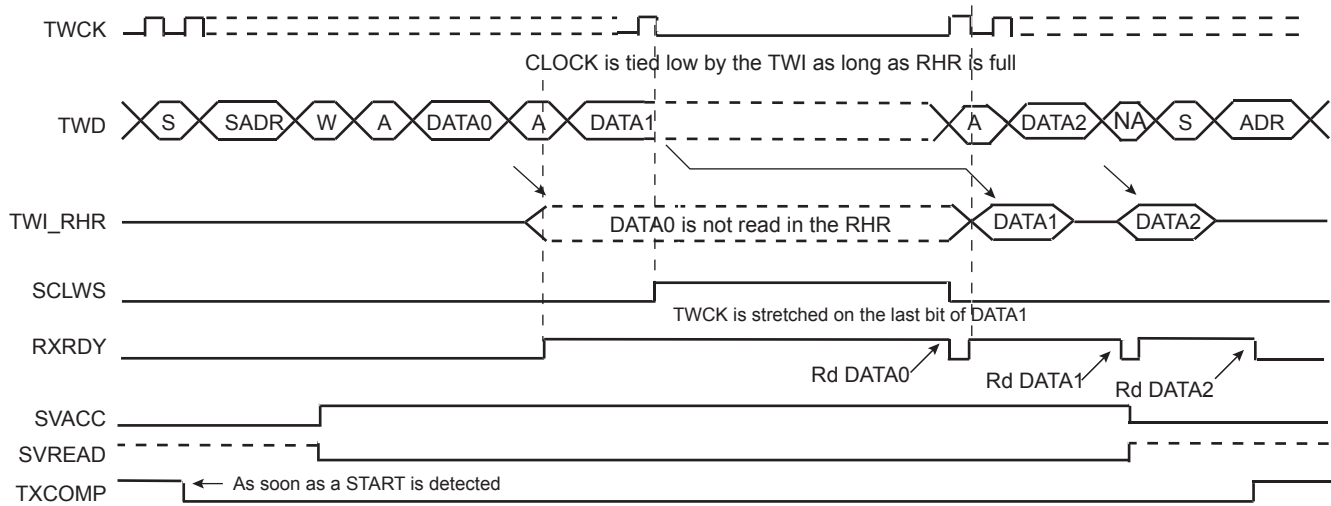 TWCK
CLOCK is tied low by the TWI as long as RHR is full
TWD S SADR W A DATA0 A DATA1 A DATA2 NA S ADR
TWI_RHR DATA0 is not read in the RHR DATA1 DATA2
SCLWS
TWCK is stretched on the last bit of DATA1
RXRDY
Rd DATA0 Rd DATA1 Rd DATA2
SVACC
SVREAD
TXCOMP As soon as a START is detected